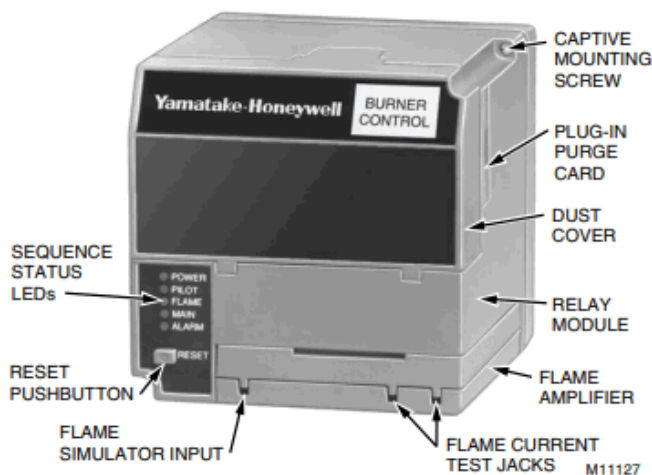 CAPTIVE
MOUNTING
SCREW
Yamatake-Honeywell
BURNER
CONTROL
PLUG-IN
PURGE
CARD
DUST
COVER
SEQUENCE
STATUS
LEDs
POWER
PILOT
FLAME
MAIN
ALARM
RELAY
MODULE
RESET
RESET
PUSHBUTTON
FLAME
AMPLIFIER
FLAME
SIMULATOR INPUT
FLAME CURRENT
TEST JACKS
M11127